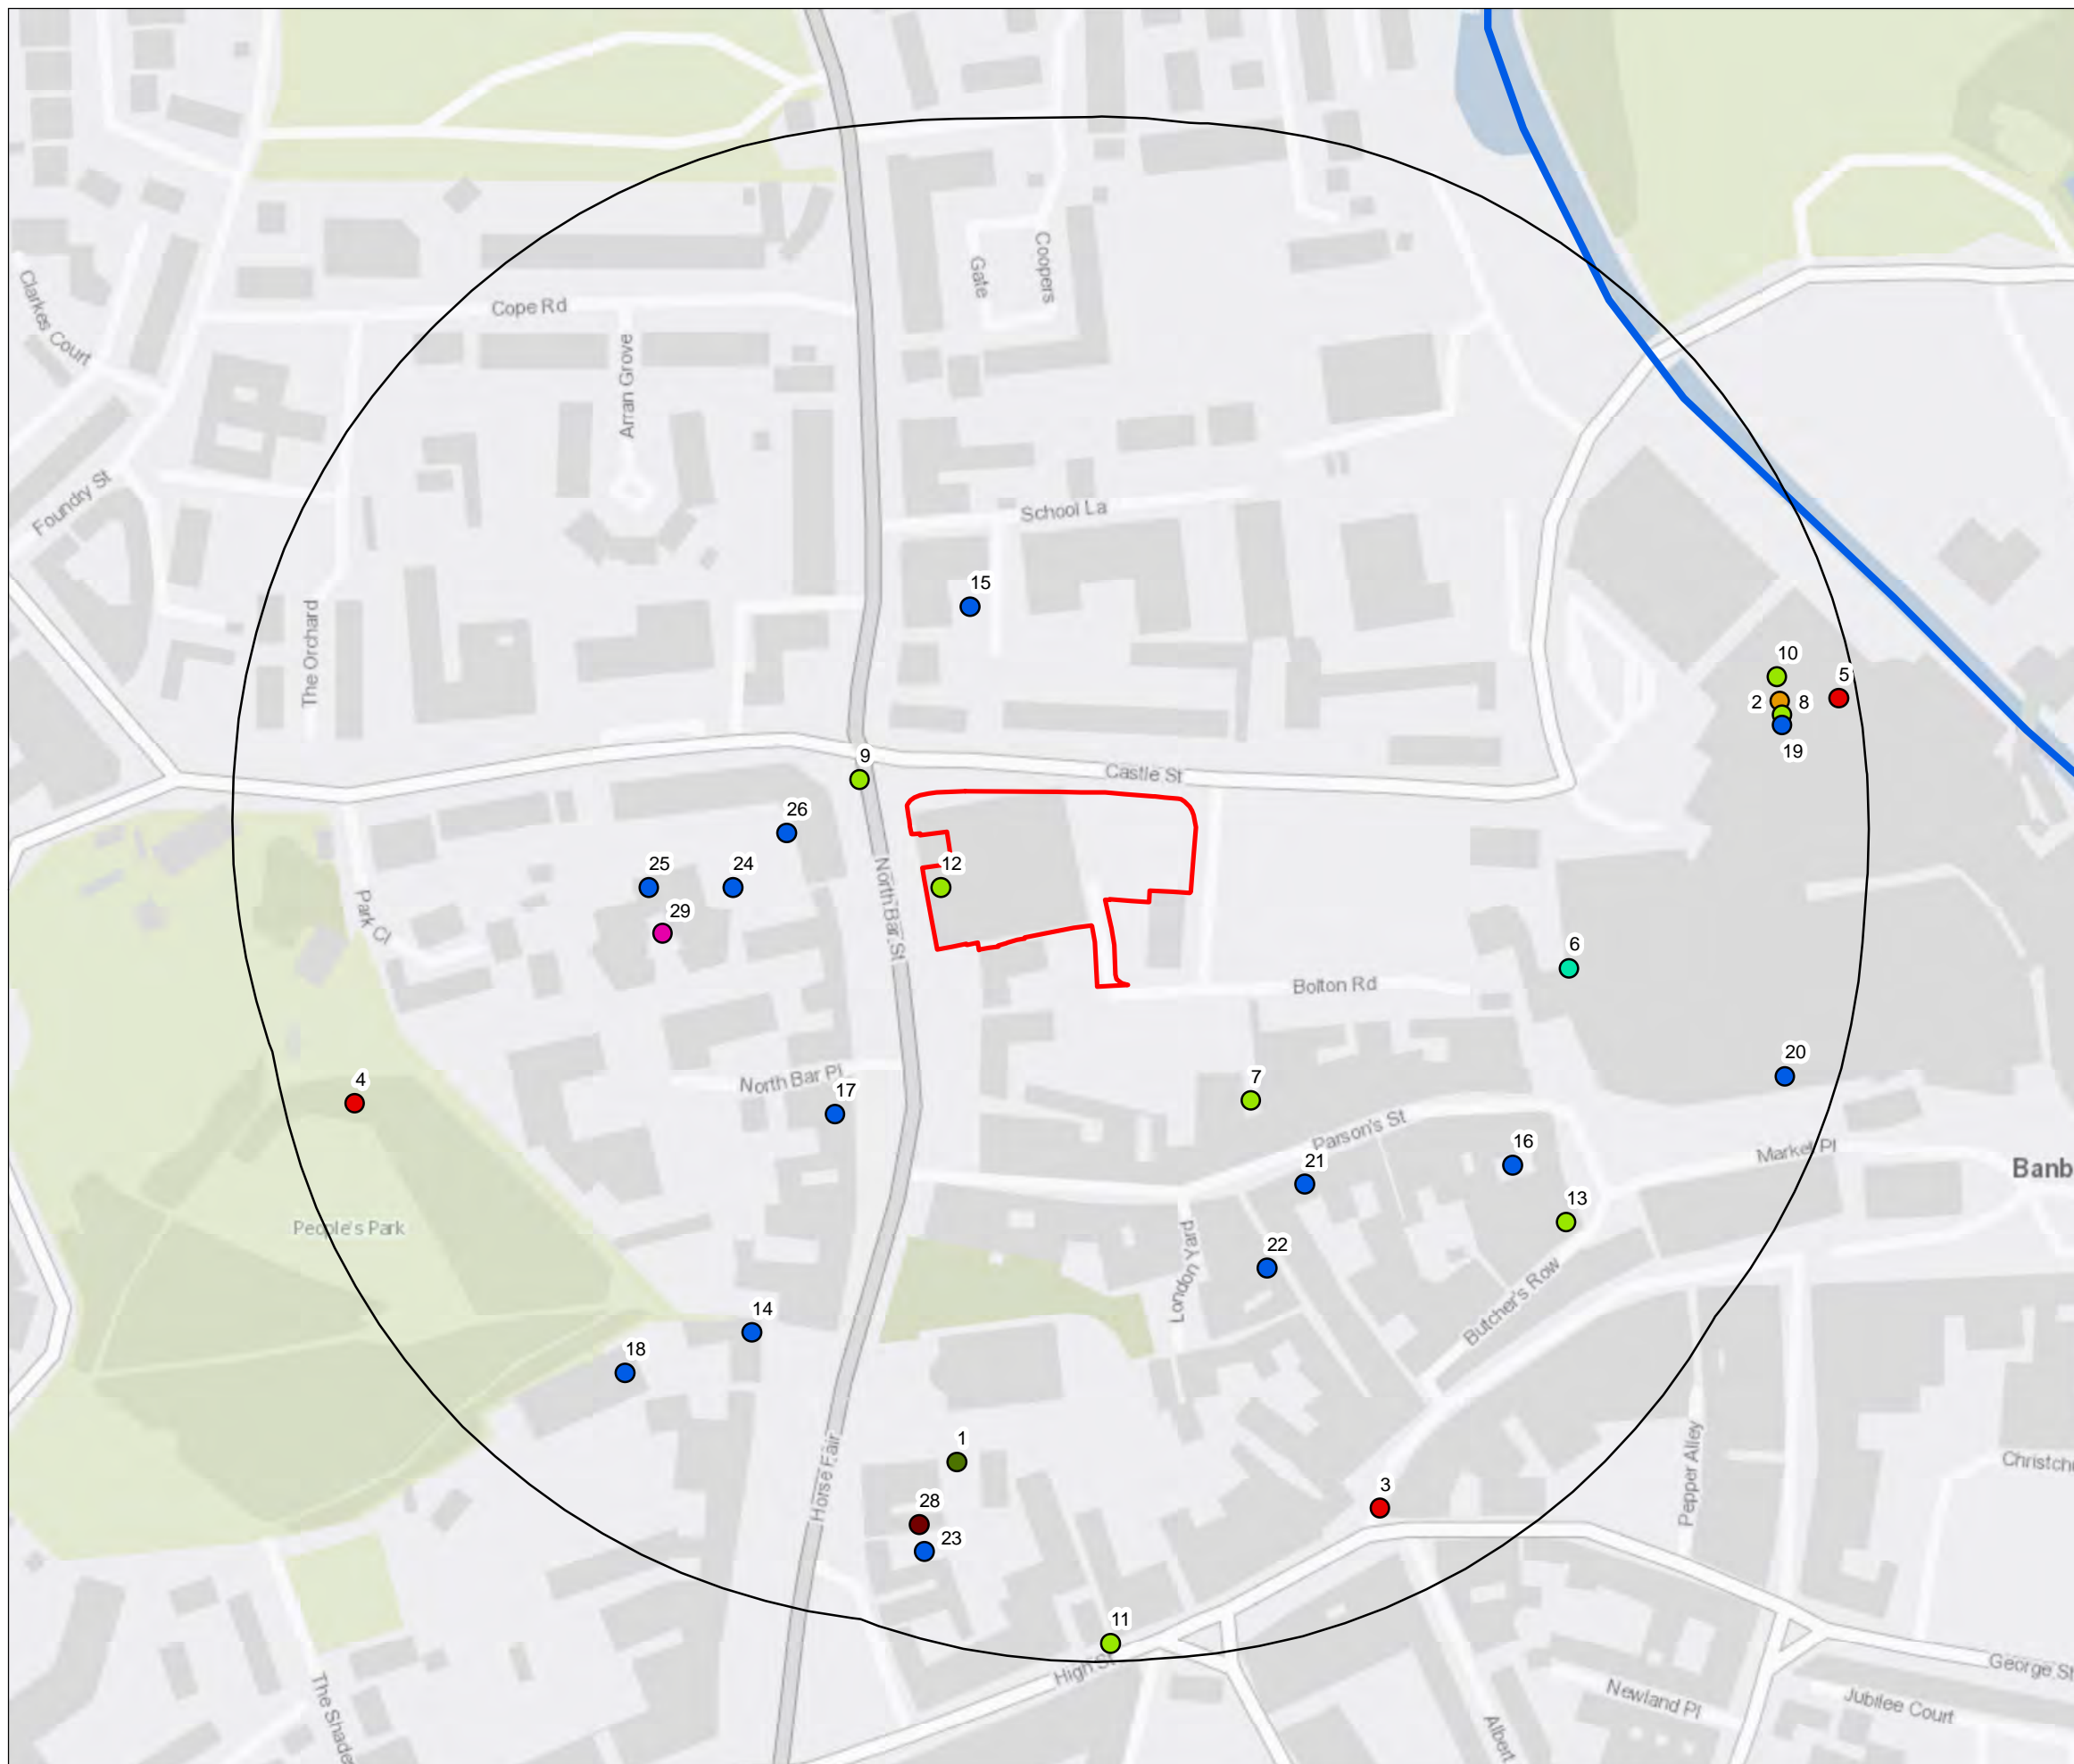 Clarkes Court
Cope Rd
Gate
Coopers
Arran Grove
Foundry St
School La
15
The Orchard
10
5
2
8
19
9
Castle St
26
12
25
24
29
Park Cl
North Bar St
6
Bolton Rd
20
4
North Bar Pl
17
7
Parson's St
16
Market Pl
Banb
21
13
People's Park
22
London Yard
Butcher's Row
14
18
1
Horse Fair
3
Pepper Alley
Christch
28
23
11
High St
George St
Newland Pl
Jubilee Court
Albert
The Shade